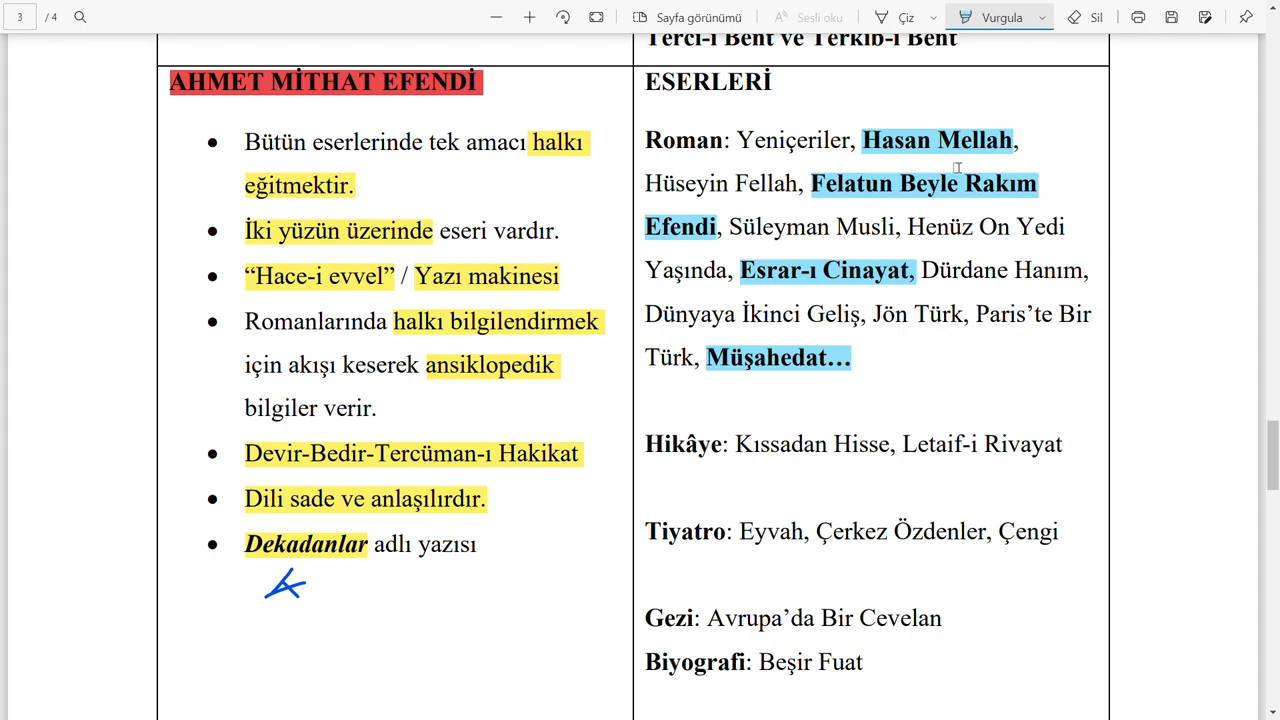 3 / 4 Sayfa görünümü Sesli oku Çiz Vurgula Sil
Terci-i Bent ve Terkib-i Bent
AHMET MİTHAT EFENDİ
• Bütün eserlerinde tek amacı halkı
eğitmektir.
• İki yüzün üzerinde eseri vardır.
• “Hace-i evvel” / Yazı makinesi
• Romanlarında halkı bilgilendirmek
için akışı keserek ansiklopedik
bilgiler verir.
• Devir-Bedir-Tercüman-ı Hakikat
• Dili sade ve anlaşılırdır.
• Dekadanlar adlı yazısı
ESERLERİ
Roman: Yeniçeriler, Hasan Mellah,
Hüseyin Fellah, Felatun Beyle Rakım
Efendi, Süleyman Musli, Henüz On Yedi
Yaşında, Esrar-ı Cinayat, Dürdane Hanım,
Dünyaya İkinci Geliş, Jön Türk, Paris’te Bir
Türk, Müşahedat…
Hikâye: Kıssadan Hisse, Letaif-i Rivayat
Tiyatro: Eyvah, Çerkez Özdenler, Çengi
Gezi: Avrupa’da Bir Cevelan
Biyografi: Beşir Fuat